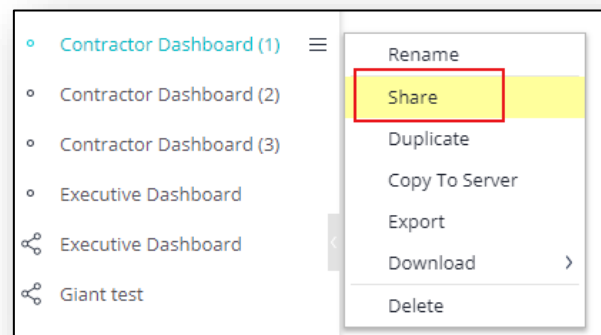 Contractor Dashboard (1)
Contractor Dashboard (2)
Contractor Dashboard (3)
Executive Dashboard
Executive Dashboard
Giant test
Rename
Share
Duplicate
Copy To Server
Export
Download
Delete